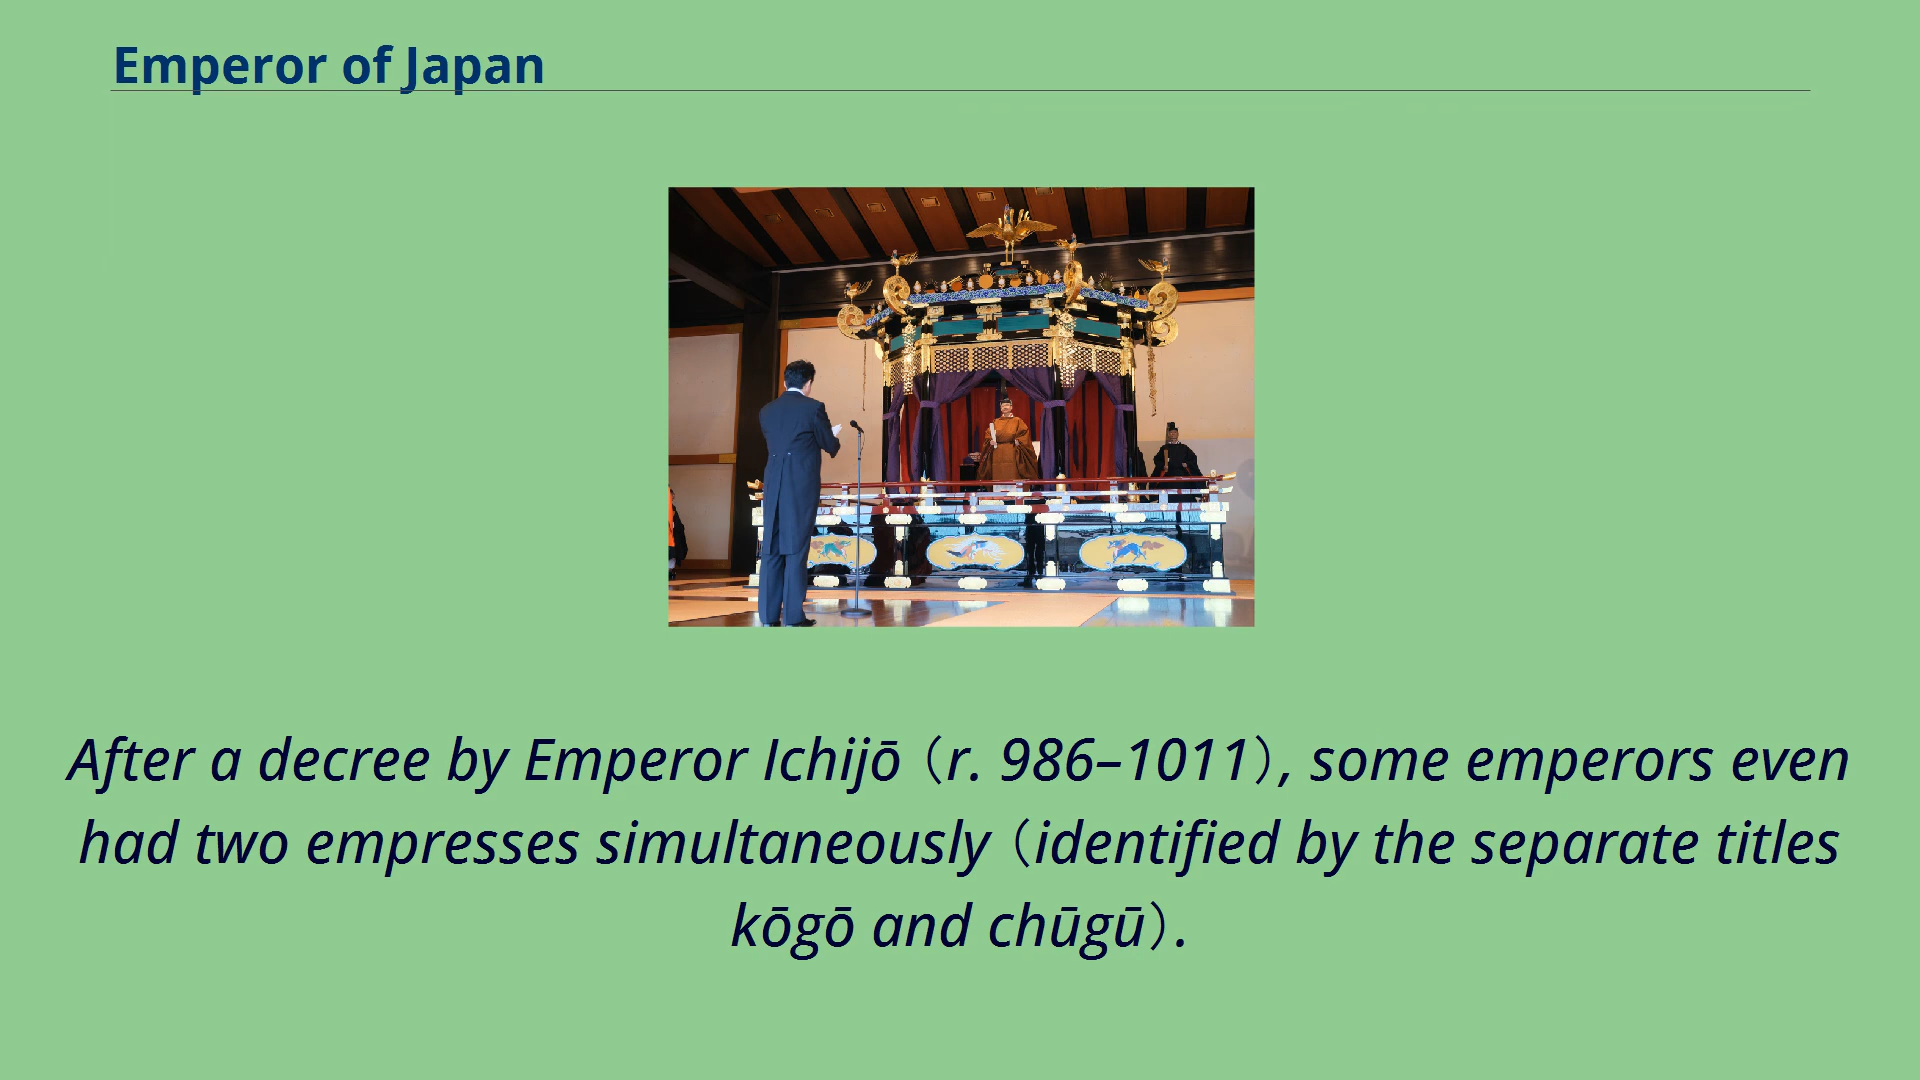 Emperor of Japan
After a decree by Emperor Ichijō（r. 986–1011）, some emperors even
had two empresses simultaneously（identified by the separate titles
kōgō and chūgū）.